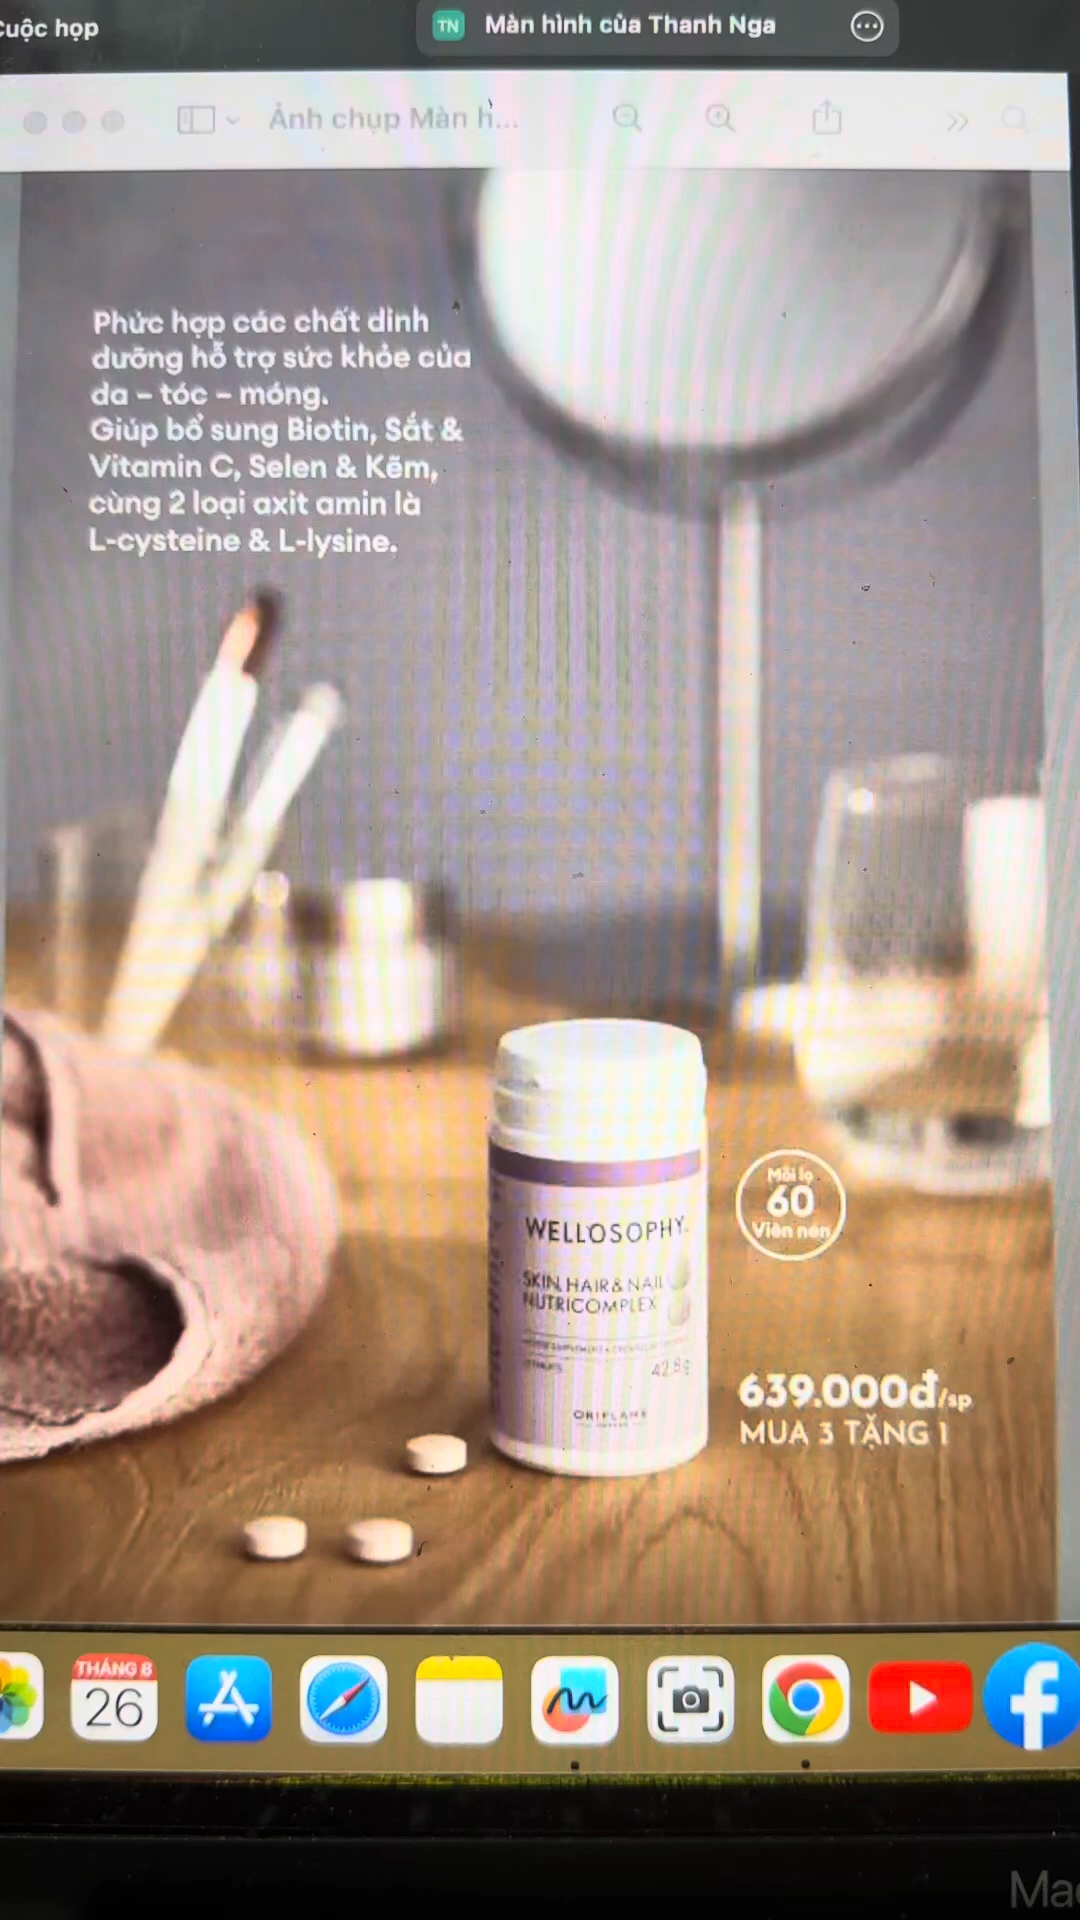 Cuộc họp
TN Màn hình của Thanh Nga
Ảnh chụp Màn h...
Phức hợp các chất dinh
dưỡng hỗ trợ sức khỏe của
da – tóc – móng.
Giúp bổ sung Biotin, Sắt &
Vitamin C, Selen & Kẽm,
cùng 2 loại axit amin là
L-cysteine & L-lysine.
Mỗi lọ
60
Viên nén
WELLOSOPHY
SKIN, HAIR & NAIL
NUTRICOMPLEX
42.8g
ORIFLAME
639.000đ/sp
MUA 3 TẶNG 1
THÁNG 8
26